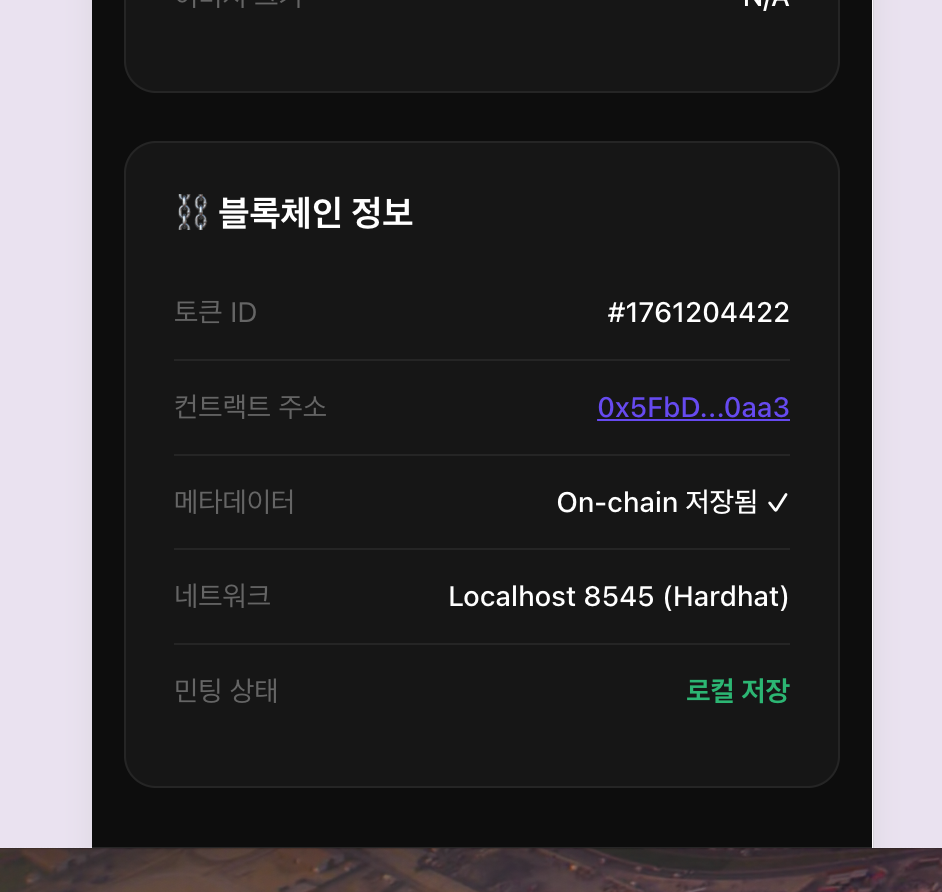 N/A
블록체인 정보
토큰 ID
#1761204422
컨트랙트 주소
0x5FbD...0aa3
메타데이터
On-chain 저장됨 ✓
네트워크
Localhost 8545 (Hardhat)
민팅 상태
로컬 저장